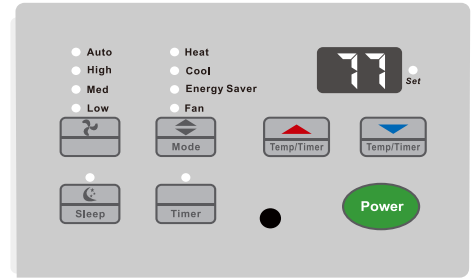 Auto
High
Med
Low
Heat
Cool
Energy Saver
Fan
77
Set
Mode
Temp/Timer
Temp/Timer
Sleep
Timer
Power